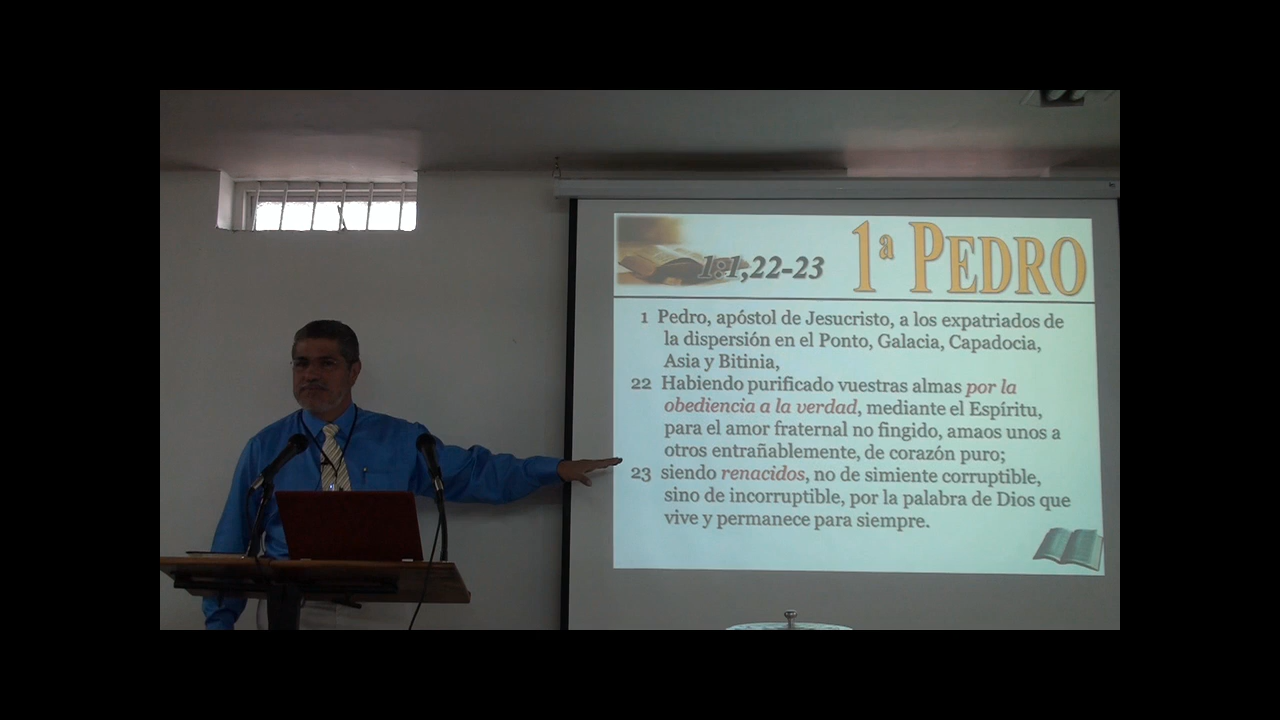 1:1,22-23
1ª PEDRO
1 Pedro, apóstol de Jesucristo, a los expatriados de
la dispersión en el Ponto, Galacia, Capadocia,
Asia y Bitinia,
22 Habiendo purificado vuestras almas por la
obediencia a la verdad, mediante el Espíritu,
para el amor fraternal no fingido, amaos unos a
otros entrañablemente, de corazón puro;
23 siendo renacidos, no de simiente corruptible,
sino de incorruptible, por la palabra de Dios que
vive y permanece para siempre.